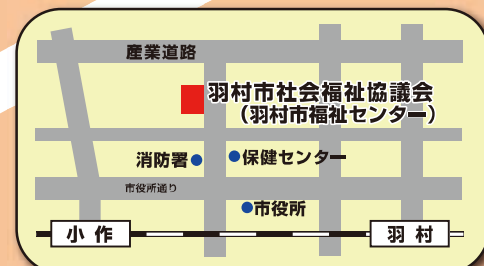 産業道路
羽村市社会福祉協議会
（羽村市福祉センター）
消防署
保健センター
市役所通り
市役所
小作
羽村